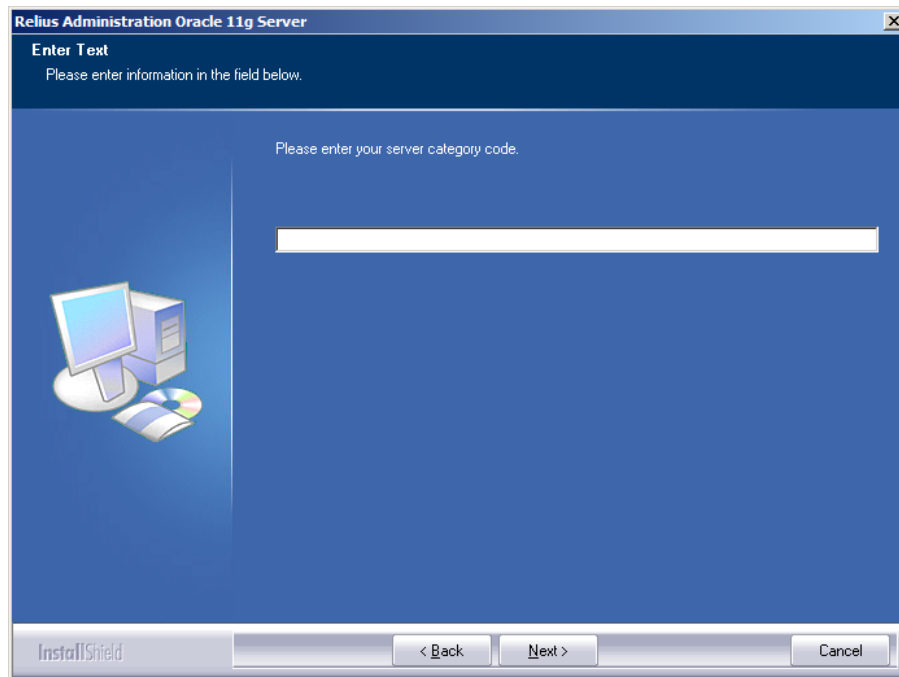 Relius Administration Oracle 11g Server
Enter Text
Please enter information in the field below.
Please enter your server category code.
InstallShield
< Back
Next >
Cancel